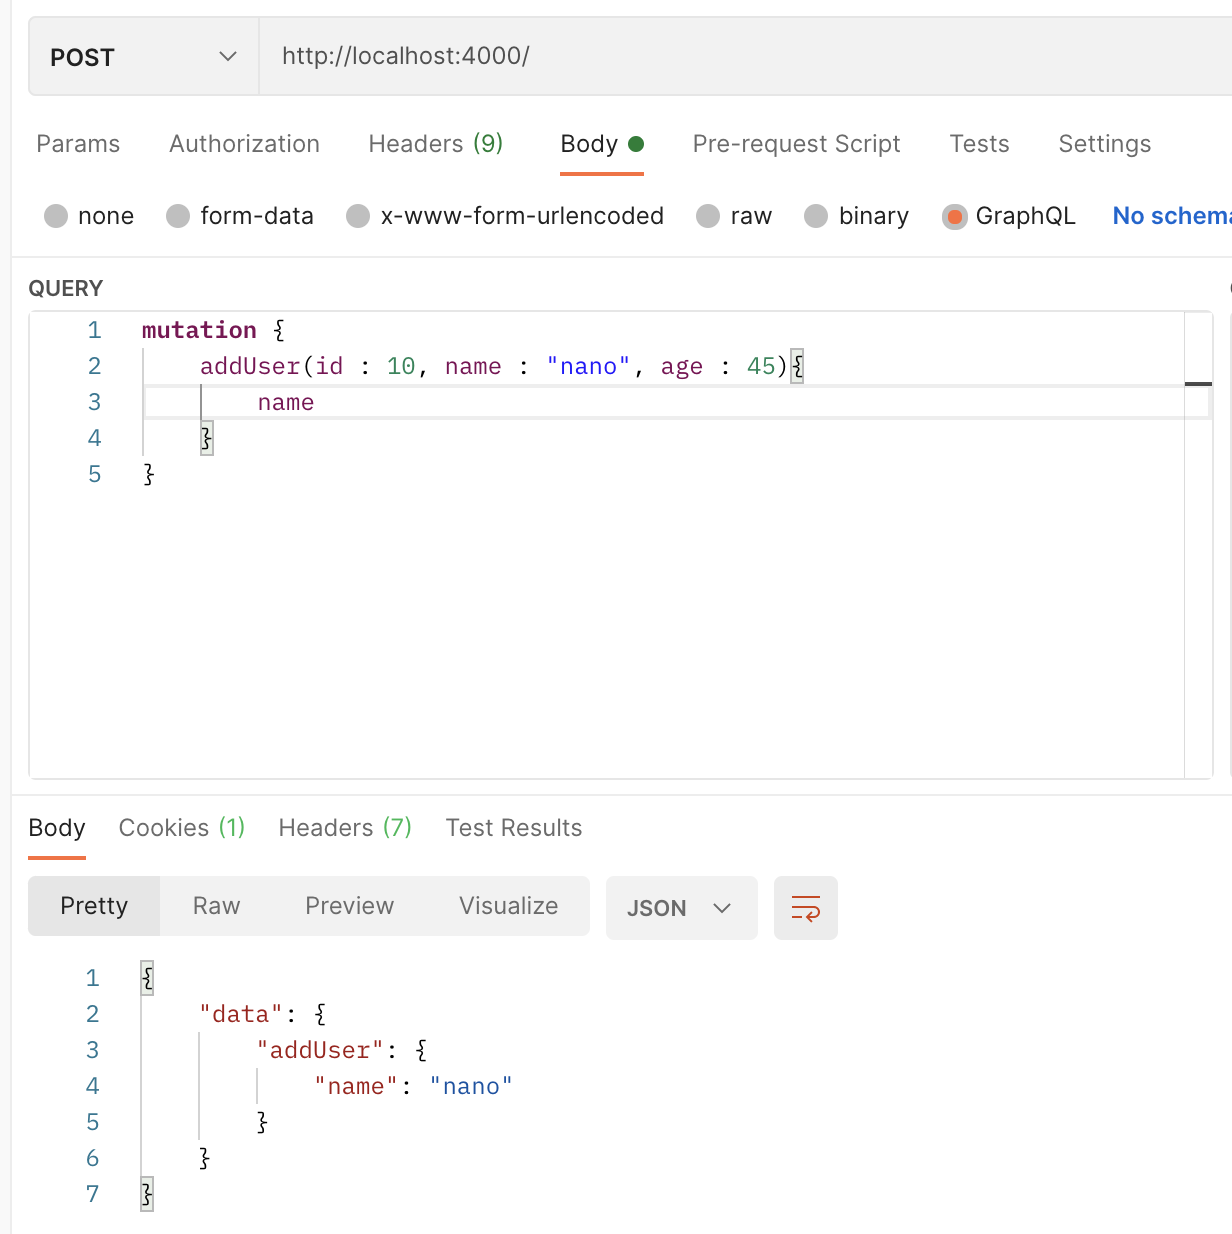 POST http://localhost:4000/
Params Authorization Headers (9) Body Pre-request Script Tests Settings
none form-data x-www-form-urlencoded raw binary GraphQL No schema
QUERY
1 mutation {
2 addUser(id : 10, name : "nano", age : 45){
3 name
4 }
5 }
Body Cookies (1) Headers (7) Test Results
Pretty Raw Preview Visualize JSON
1 {
2 "data": {
3 "addUser": {
4 "name": "nano"
5 }
6 }
7 }